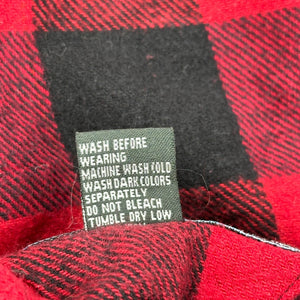 WASH BEFORE
WEARING
MACHINE WASH COLD
WASH DARK COLORS
SEPARATELY
DO NOT BLEACH
TUMBLE DRY LOW